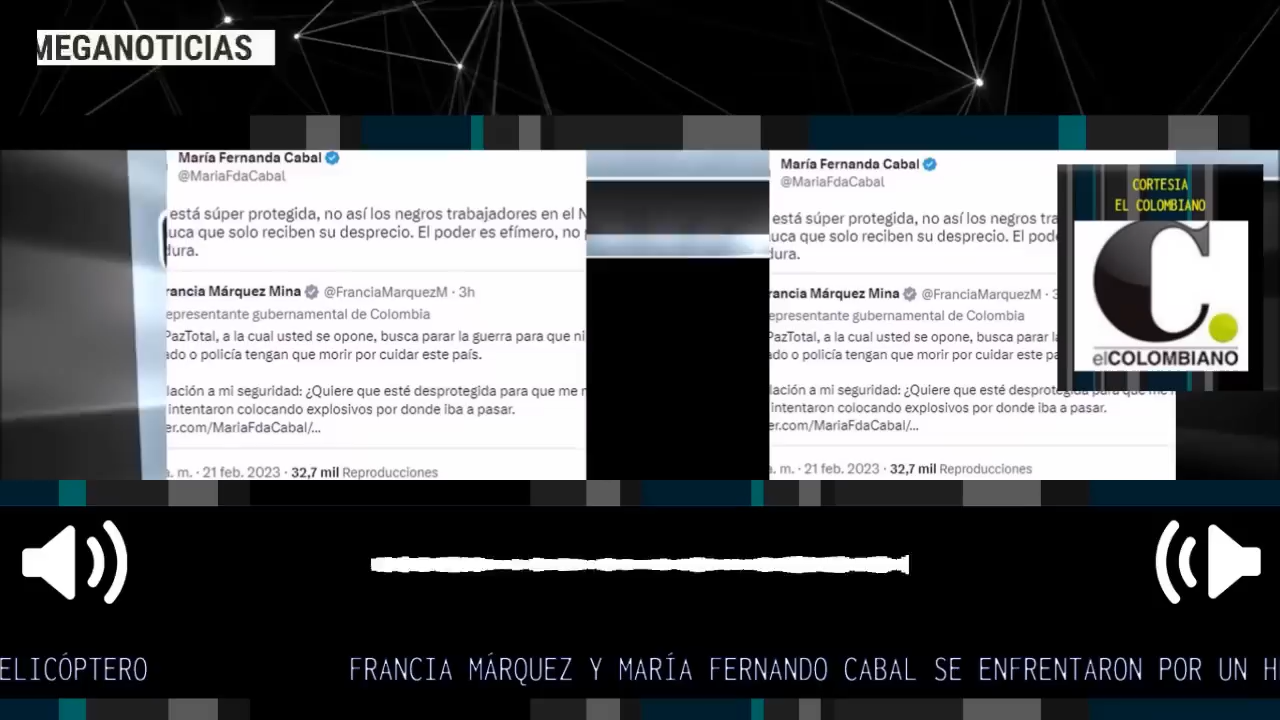 MEGANOTICIAS
María Fernanda Cabal
@MariaFdaCabal
está súper protegida, no así los negros trabajadores en el N
uca que solo reciben su desprecio. El poder es efímero, no
dura.
rancia Márquez Mina @FranciaMarquezM · 3h
epresentante gubernamental de Colombia
PazTotal, a la cual usted se opone, busca parar la guerra para que ni
ado o policía tengan que morir por cuidar este país.
lación a mi seguridad: ¿Quiere que esté desprotegida para que me
intentaron colocando explosivos por donde iba a pasar.
er.com/MariaFdaCabal/...
a. m. · 21 feb. 2023 · 32,7 mil Reproducciones
María Fernanda Cabal
@MariaFdaCabal
está súper protegida, no así los negros tra
uca que solo reciben su desprecio. El pod
dura.
rancia Márquez Mina @FranciaMarquezM ·
epresentante gubernamental de Colombia
PazTotal, a la cual usted se opone, busca parar la
ado o policía tengan que morir por cuidar este pa
lación a mi seguridad: ¿Quiere que esté desprotegida para que me
intentaron colocando explosivos por donde iba a pasar.
er.com/MariaFdaCabal/...
a. m. · 21 feb. 2023 · 32,7 mil Reproducciones
CORTESIA
EL COLOMBIANO
C.
elCOLOMBIANO
ELICÓPTERO FRANCIA MÁRQUEZ Y MARÍA FERNANDO CABAL SE ENFRENTARON POR UN H